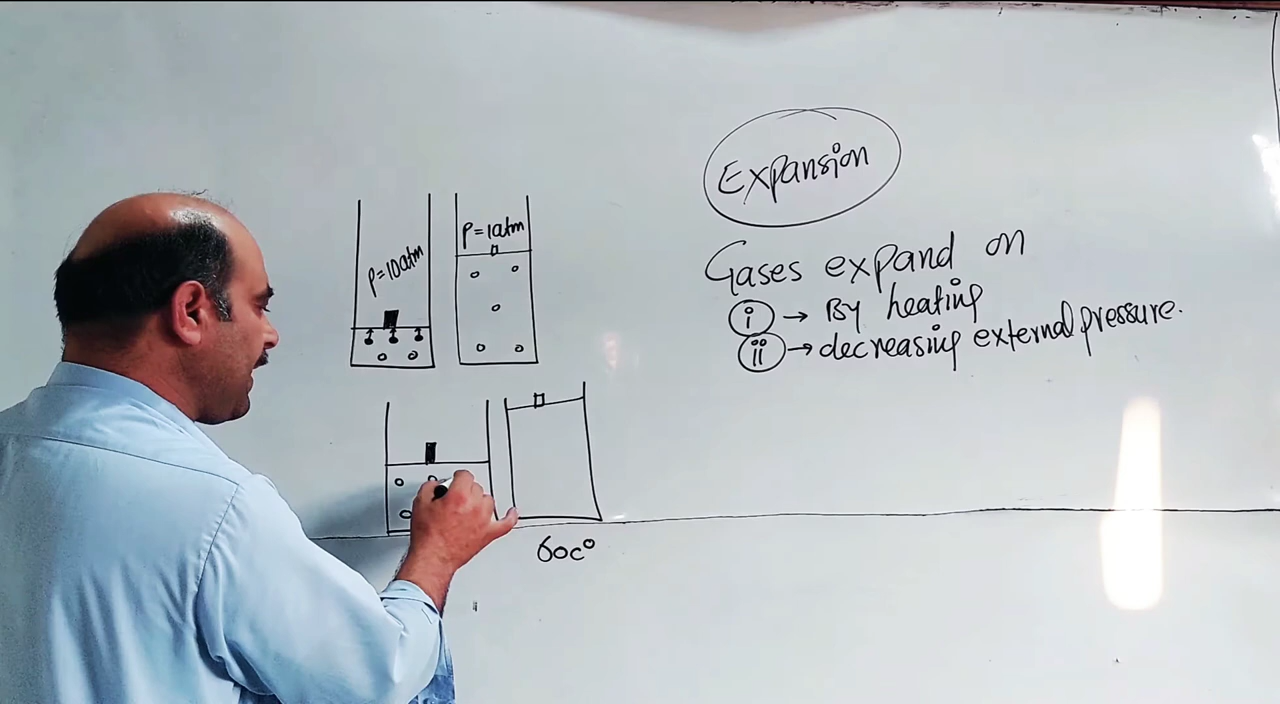 Expansion
P=10atm
P=1atm
Gases expand on
i → By heating
ii → decreasing external pressure.
60c°